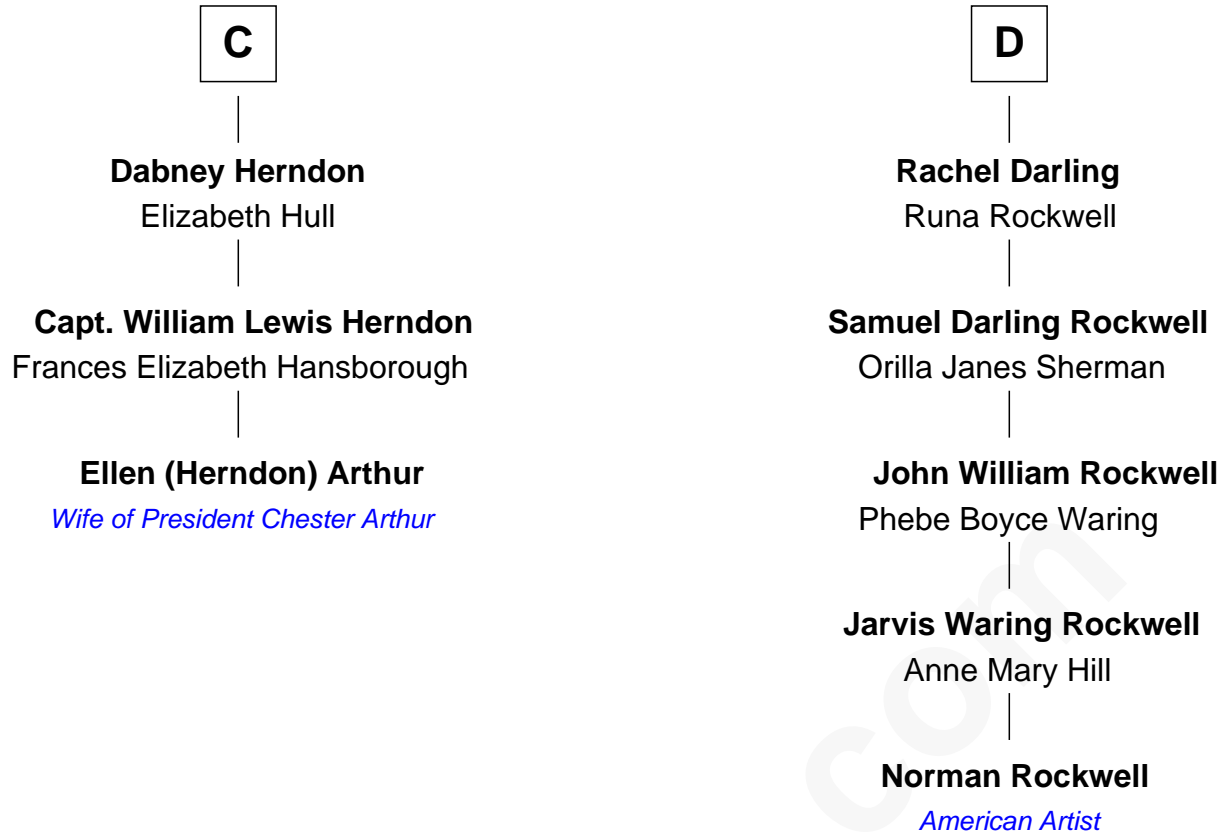 C
Dabney Herndon
Elizabeth Hull
Capt. William Lewis Herndon
Frances Elizabeth Hansborough
Ellen (Herndon) Arthur
Wife of President Chester Arthur
D
Rachel Darling
Runa Rockwell
Samuel Darling Rockwell
Orilla Janes Sherman
John William Rockwell
Phebe Boyce Waring
Jarvis Waring Rockwell
Anne Mary Hill
Norman Rockwell
American Artist
com